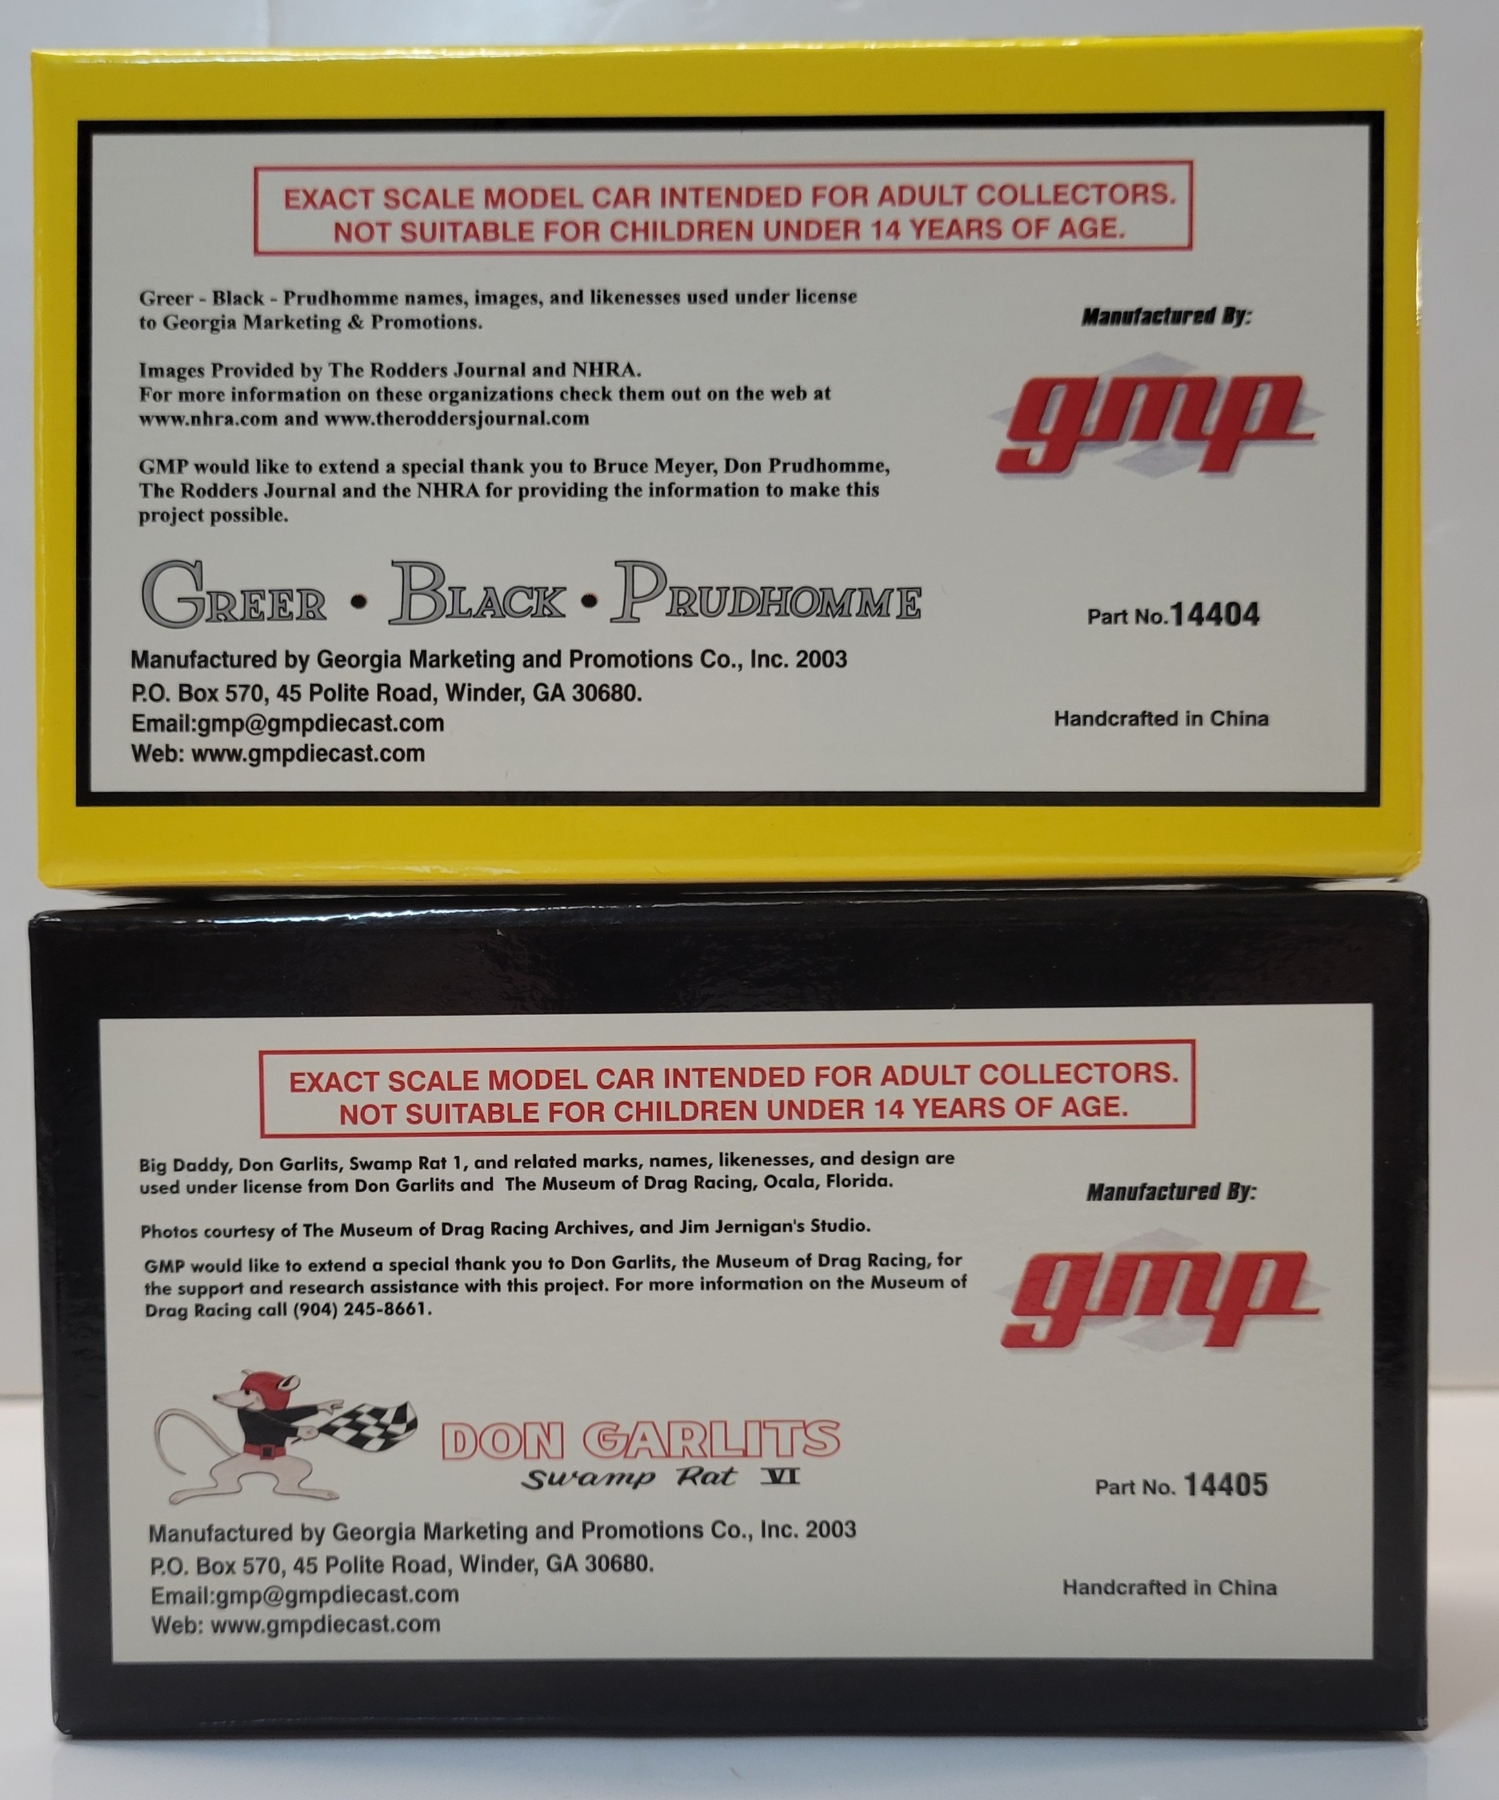 EXACT SCALE MODEL CAR INTENDED FOR ADULT COLLECTORS.
NOT SUITABLE FOR CHILDREN UNDER 14 YEARS OF AGE.
Greer - Black - Prudhomme names, images, and likenesses used under license
to Georgia Marketing & Promotions.
Images Provided by The Rodders Journal and NHRA.
For more information on these organizations check them out on the web at
www.nhra.com and www.theroddersjournal.com
GMP would like to extend a special thank you to Bruce Meyer, Don Prudhomme,
The Rodders Journal and the NHRA for providing the information to make this
project possible.
GREER • BLACK • PRUDHOMME
Manufactured by Georgia Marketing and Promotions Co., Inc. 2003
P.O. Box 570, 45 Polite Road, Winder, GA 30680.
Email:gmp@gmpdiecast.com
Web: www.gmpdiecast.com
Manufactured By:
gmp
Part No.14404
Handcrafted in China
EXACT SCALE MODEL CAR INTENDED FOR ADULT COLLECTORS.
NOT SUITABLE FOR CHILDREN UNDER 14 YEARS OF AGE.
Big Daddy, Don Garlits, Swamp Rat 1, and related marks, names, likenesses, and design are
used under license from Don Garlits and The Museum of Drag Racing, Ocala, Florida.
Photos courtesy of The Museum of Drag Racing Archives, and Jim Jernigan's Studio.
GMP would like to extend a special thank you to Don Garlits, the Museum of Drag Racing, for
the support and research assistance with this project. For more information on the Museum of
Drag Racing call (904) 245-8661.
DON GARLITS
Swamp Rat VI
Manufactured by Georgia Marketing and Promotions Co., Inc. 2003
P.O. Box 570, 45 Polite Road, Winder, GA 30680.
Email:gmp@gmpdiecast.com
Web: www.gmpdiecast.com
Manufactured By:
gmp
Part No. 14405
Handcrafted in China